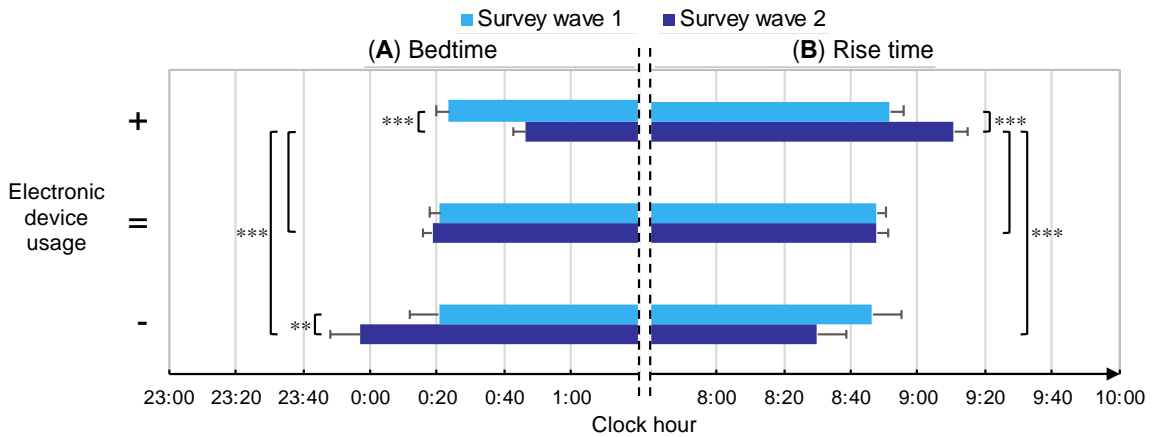 Survey wave 1 Survey wave 2
(A) Bedtime (B) Rise time
+
*** ***
Electronic
device
usage
=
*** ***
-
**
23:00 23:20 23:40 0:00 0:20 0:40 1:00 8:00 8:20 8:40 9:00 9:20 9:40 10:00
Clock hour